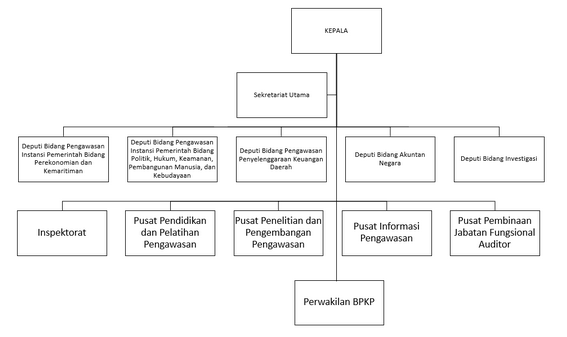 KEPALA
Sekretariat Utama
Deputi Bidang Pengawasan
Instansi Pemerintah Bidang
Perekonomian dan
Kemaritiman
Deputi Bidang Pengawasan
Instansi Pemerintah Bidang
Politik, Hukum, Keamanan,
Pembangunan Manusia, dan
Kebudayaan
Deputi Bidang Pengawasan
Penyelenggaraan Keuangan
Daerah
Deputi Bidang Akuntan
Negara
Deputi Bidang Investigasi
Inspektorat
Pusat Pendidikan
dan Pelatihan
Pengawasan
Pusat Penelitian dan
Pengembangan
Pengawasan
Pusat Informasi
Pengawasan
Pusat Pembinaan
Jabatan Fungsional
Auditor
Perwakilan BPKP